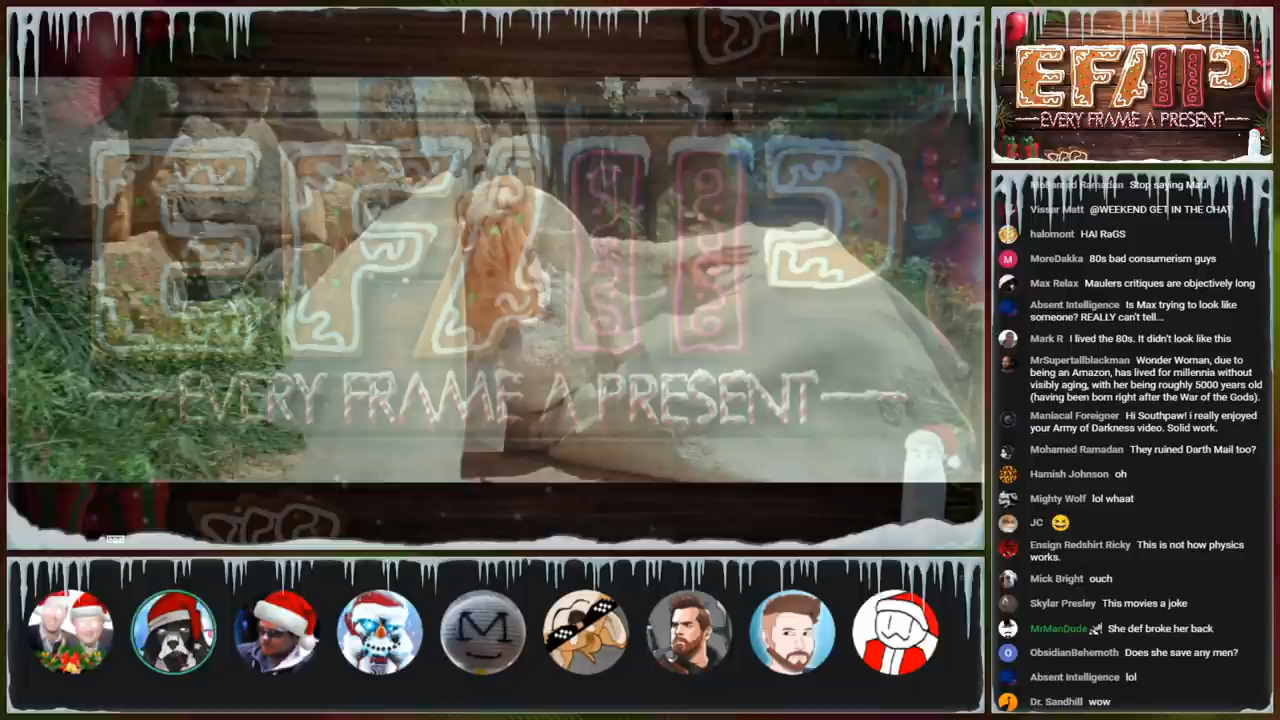 EFAIIP
EVERY FRAME A PRESENT
EFAIIP
EVERY FRAME A PRESENT
Mohamed Ramadan Stop saying Maul
Visser Matt @WEEKEND GET IN THE CHAT
halomont HAI RaGS
M
MoreDakka 80s bad consumerism guys
Max Relax Maulers critiques are objectively long
Absent Intelligence Is Max trying to look like
someone? REALLY can't tell...
Mark R I lived the 80s. It didn't look like this
MrSupertallblackman Wonder Woman, due to
being an Amazon, has lived for millennia without
visibly aging, with her being roughly 5000 years old
(having been born right after the War of the Gods).
Maniacal Foreigner Hi Southpaw! i really enjoyed
your Army of Darkness video. Solid work.
Mohamed Ramadan They ruined Darth Mail too?
Hamish Johnson oh
Mighty Wolf lol whaat
JC 😆
Ensign Redshirt Ricky This is not how physics
works.
Mick Bright ouch
Skylar Presley This movies a joke
MrManDude She def broke her back
O
ObsidianBehemoth Does she save any men?
Absent Intelligence lol
Dr. Sandhill wow
M